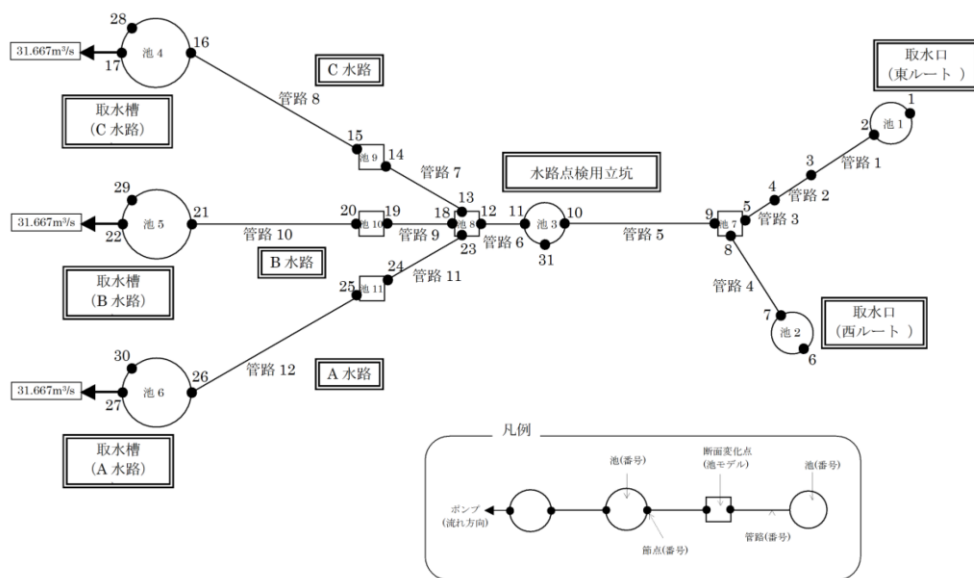 28
31.667m³/s
池 4
16
17
取水槽
(C 水路)
C 水路
管路 8
15
池 9
14
管路 7
13
取水口
(東ルート )
1
2
池 1
3
管路 1
4
管路 2
5
管路 3
水路点検用立坑
29
31.667m³/s
池 5
21
22
取水槽
(B 水路)
管路 10
20
池 10
19
管路 9
18
池 8
12
管路 6
11
池 3
10
31
管路 5
9
池 7
8
23
B 水路
24
管路 11
25
池 11
管路 4
7
池 2
6
取水口
(西ルート )
30
31.667m³/s
池 6
26
27
管路 12
A 水路
取水槽
(A 水路)
凡例
池(番号)
断面変化点
(池モデル)
池(番号)
ポンプ
(流れ方向)
節点(番号)
管路(番号)